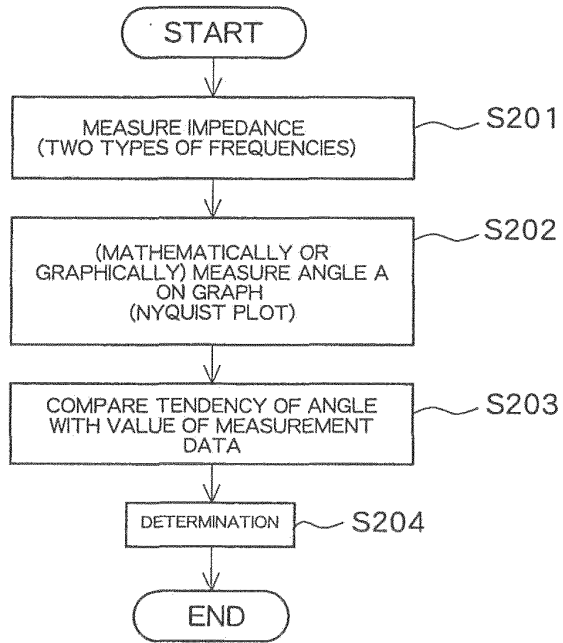 START
MEASURE IMPEDANCE
(TWO TYPES OF FREQUENCIES)
S201
(MATHEMATICALLY OR
GRAPHICALLY) MEASURE ANGLE A
ON GRAPH
(NYQUIST PLOT)
S202
COMPARE TENDENCY OF ANGLE
WITH VALUE OF MEASUREMENT
DATA
S203
DETERMINATION
S204
END